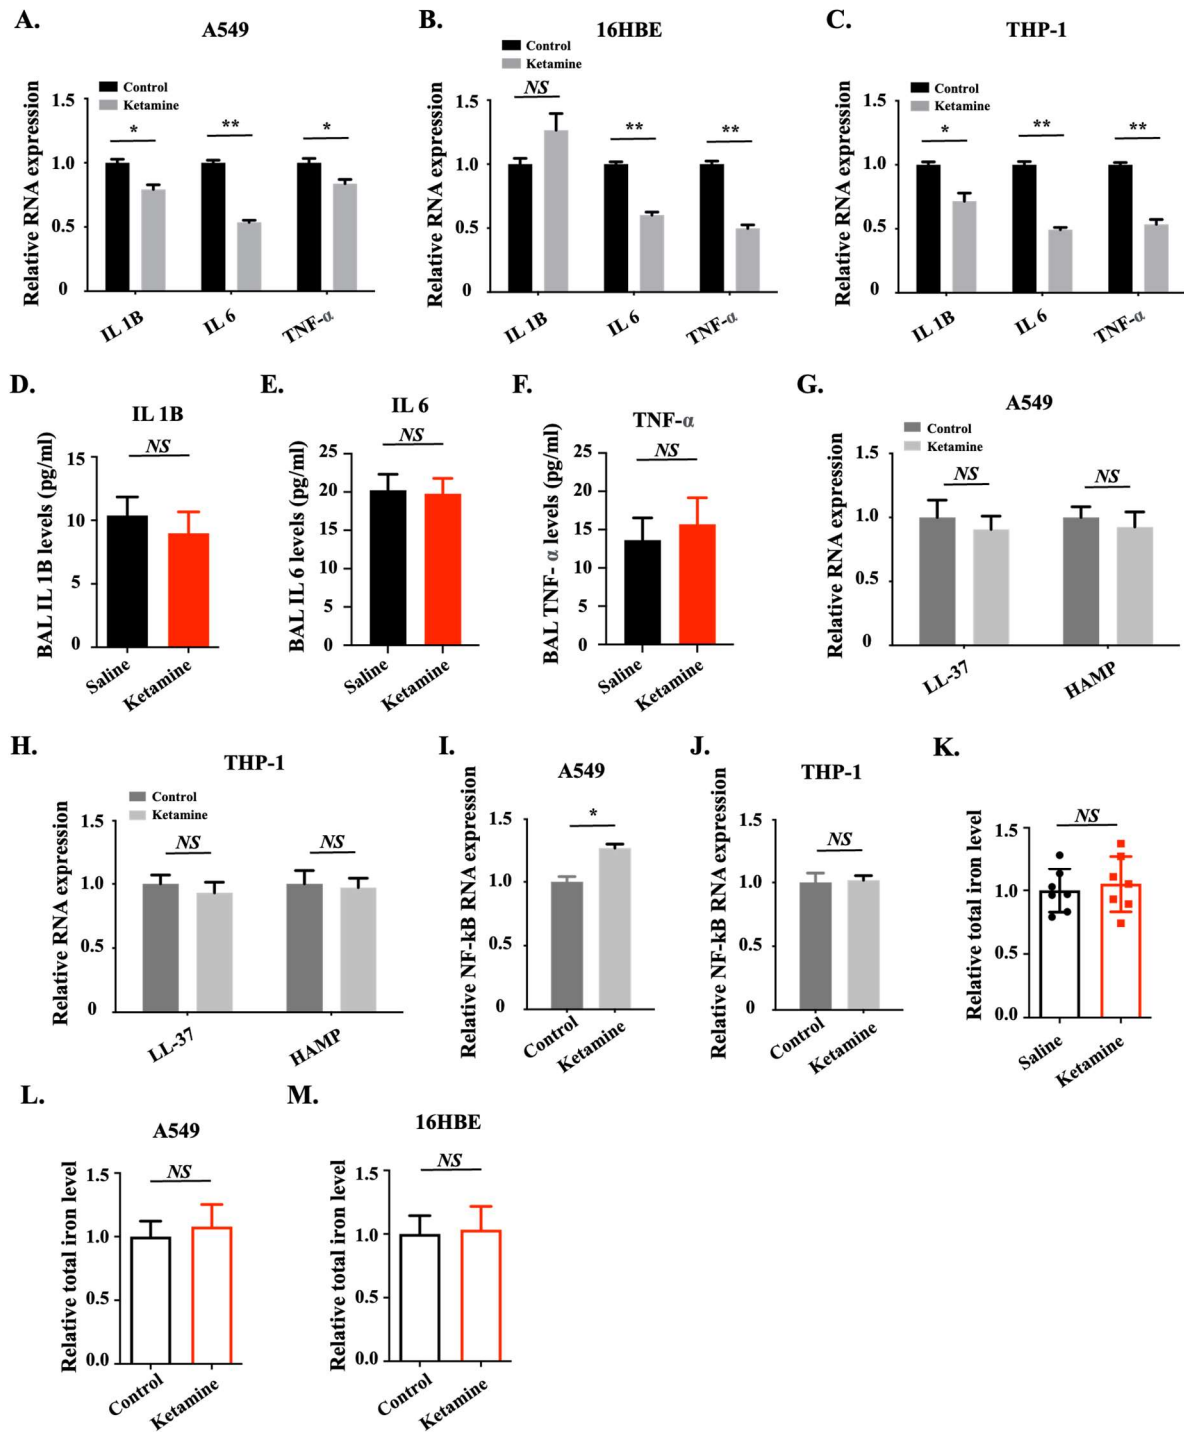 A.
A549
Control
Ketamine
Relative RNA expression
1.5
1.0
0.5
0
*
**
*
IL 1B
IL 6
TNF-α
B.
16HBE
Control
Ketamine
Relative RNA expression
1.5
1.0
0.5
0
NS
**
**
IL 1B
IL 6
TNF-α
C.
THP-1
Control
Ketamine
Relative RNA expression
1.5
1.0
0.5
0
*
**
**
IL 1B
IL 6
TNF-α
D.
IL 1B
BAL IL 1B levels (pg/ml)
15
10
5
0
NS
Saline
Ketamine
E.
IL 6
BAL IL 6 levels (pg/ml)
25
20
15
10
5
0
NS
Saline
Ketamine
F.
TNF-α
BAL TNF- α levels (pg/ml)
25
20
15
10
5
0
NS
Saline
Ketamine
G.
A549
Control
Ketamine
Relative RNA expression
1.5
1.0
0.5
0
NS
NS
LL-37
HAMP
H.
THP-1
Control
Ketamine
Relative RNA expression
1.5
1.0
0.5
0
NS
NS
LL-37
HAMP
I.
A549
Relative NF-kB RNA expression
1.5
1.0
0.5
0
*
Control
Ketamine
J.
THP-1
Relative NF-kB RNA expression
1.5
1.0
0.5
0
NS
Control
Ketamine
K.
Relative total iron level
1.5
1.0
0.5
0.0
NS
Saline
Ketamine
L.
A549
Relative total iron level
1.5
1.0
0.5
0.0
NS
Control
Ketamine
M.
16HBE
Relative total iron level
1.5
1.0
0.5
0.0
NS
Control
Ketamine